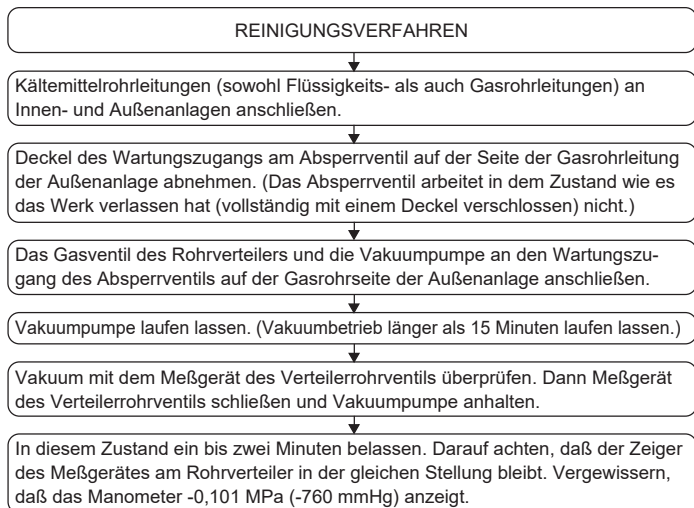 REINIGUNGSVERFAHREN
Kältemittelrohrleitungen (sowohl Flüssigkeits- als auch Gasrohrleitungen) an
Innen- und Außenanlagen anschließen.
Deckel des Wartungszugangs am Absperrventil auf der Seite der Gasrohrleitung
der Außenanlage abnehmen. (Das Absperrventil arbeitet in dem Zustand wie es
das Werk verlassen hat (vollständig mit einem Deckel verschlossen) nicht.)
Das Gasventil des Rohrverteilers und die Vakuumpumpe an den Wartungszu-
gang des Absperrventils auf der Gasrohrseite der Außenanlage anschließen.
Vakuumpumpe laufen lassen. (Vakuumbetrieb länger als 15 Minuten laufen lassen.)
Vakuum mit dem Meßgerät des Verteilerrohrventils überprüfen. Dann Meßgerät
des Verteilerrohrventils schließen und Vakuumpumpe anhalten.
In diesem Zustand ein bis zwei Minuten belassen. Darauf achten, daß der Zeiger
des Meßgerätes am Rohrverteiler in der gleichen Stellung bleibt. Vergewissern,
daß das Manometer -0,101 MPa (-760 mmHg) anzeigt.